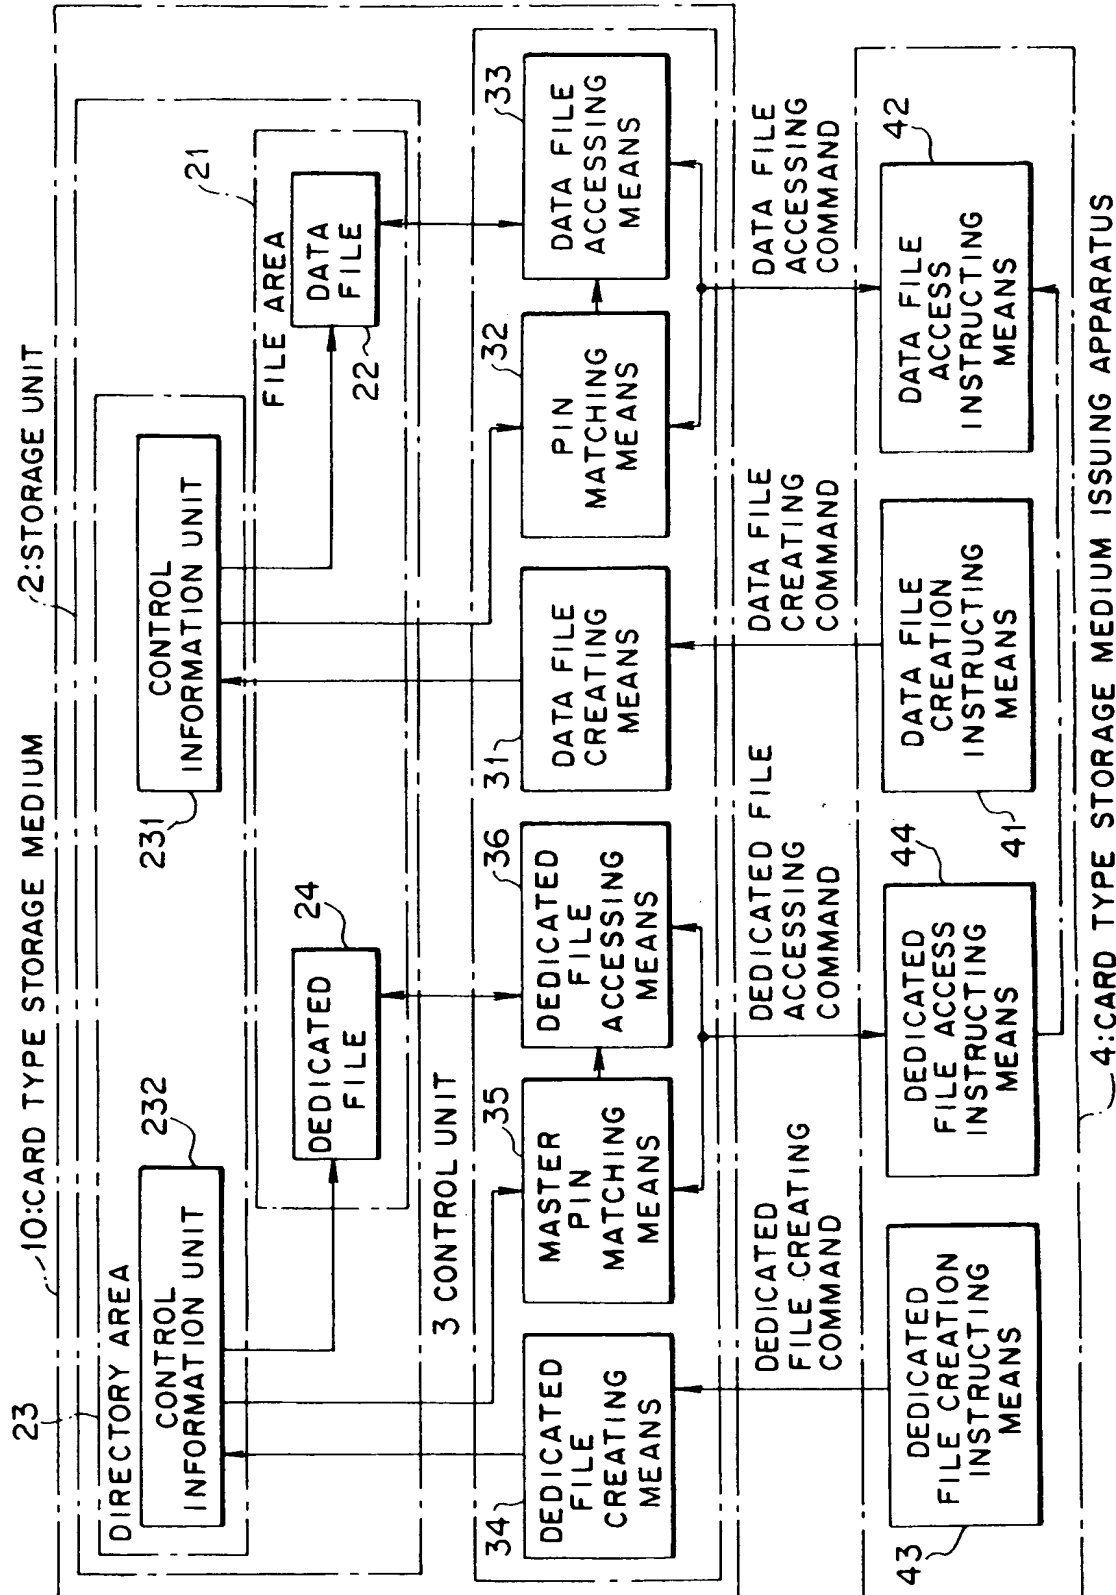 10:CARD TYPE STORAGE MEDIUM
2:STORAGE UNIT
23
DIRECTORY AREA
232
CONTROL
INFORMATION UNIT
231
CONTROL
INFORMATION UNIT
24
DEDICATED
FILE
FILE AREA
21
22
DATA
FILE
3 CONTROL UNIT
34
DEDICATED
FILE
CREATING
MEANS
35
MASTER
PIN
MATCHING
MEANS
36
DEDICATED
FILE
ACCESSING
MEANS
31
DATA FILE
CREATING
MEANS
32
PIN
MATCHING
MEANS
33
DATA FILE
ACCESSING
MEANS
DEDICATED
FILE CREATING
COMMAND
DEDICATED FILE
ACCESSING
COMMAND
DATA FILE
CREATING
COMMAND
DATA FILE
ACCESSING
COMMAND
43
DEDICATED
FILE CREATION
INSTRUCTING
MEANS
44
DEDICATED
FILE ACCESS
INSTRUCTING
MEANS
41
DATA FILE
CREATION
INSTRUCTING
MEANS
42
DATA FILE
ACCESS
INSTRUCTING
MEANS
4:CARD TYPE STORAGE MEDIUM ISSUING APPARATUS